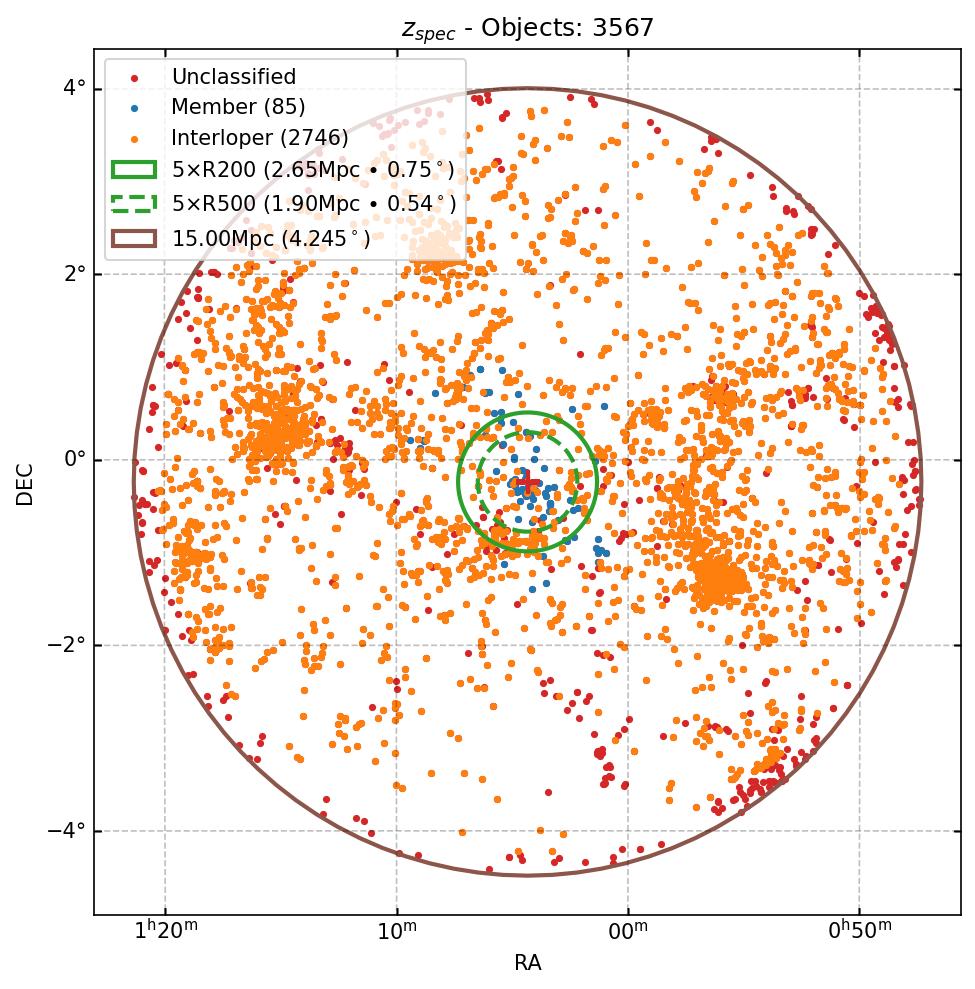 z_spec - Objects: 3567
Unclassified
Member (85)
Interloper (2746)
5×R200 (2.65Mpc • 0.75°)
5×R500 (1.90Mpc • 0.54°)
15.00Mpc (4.245°)
4°
2°
0°
−2°
−4°
DEC
1ʰ20ᵐ 10ᵐ 00ᵐ 0ʰ50ᵐ
RA